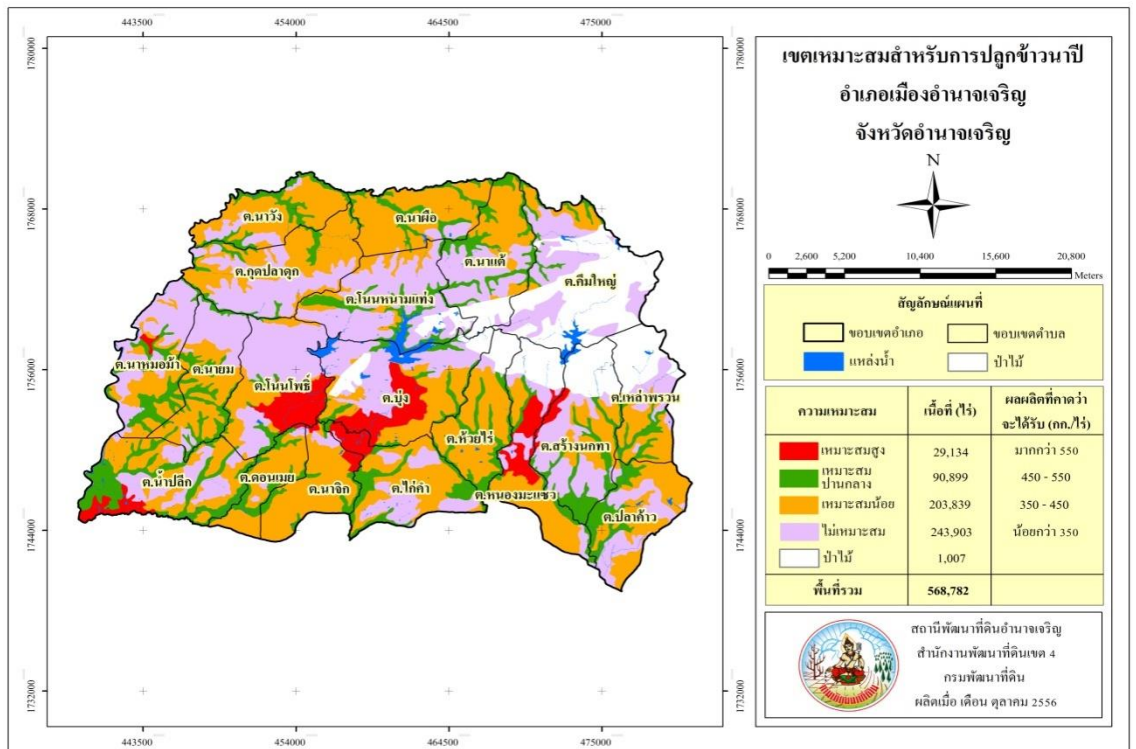 443500 454000 464500 475000
1780000 1780000
1768000 1768000
1756000 1756000
1744000 1744000
1732000 1732000
443500 454000 464500 475000
ต.นาวัง
ต.นาผือ
ต.นาแต้
ต.กุดปลาดุก
ต.คึมใหญ่
ต.โนนหนามแท่ง
ต.นาหมอม้า
ต.นายม
ต.โนนโพธิ์
ต.บุ่ง
ต.เหล่าพรวน
ต.ห้วยไร่
ต.สร้างนกทา
ต.น้ำปลีก
ต.ดอนเมย
ต.นาจิก
ต.ไก่คำ
ต.หนองมะแซว
ต.ปลาค้าว
เขตเหมาะสมสำหรับการปลูกข้าวนาปี
อำเภอเมืองอำนาจเจริญ
จังหวัดอำนาจเจริญ
N
0 2,600 5,200 10,400 15,600 20,800
Meters
สัญลักษณ์แผนที่
ขอบเขตอำเภอ ขอบเขตตำบล
แหล่งน้ำ ป่าไม้
ความเหมาะสม เนื้อที่ (ไร่) ผลผลิตที่คาดว่า
จะได้รับ (กก./ไร่)
เหมาะสมสูง 29,134 มากกว่า 550
เหมาะสม
ปานกลาง 90,899 450 - 550
เหมาะสมน้อย 203,839 350 - 450
ไม่เหมาะสม 243,903 น้อยกว่า 350
ป่าไม้ 1,007
พื้นที่รวม 568,782
สถานีพัฒนาที่ดินอำนาจเจริญ
สำนักงานพัฒนาที่ดินเขต 4
กรมพัฒนาที่ดิน
ผลิตเมื่อ เดือน ตุลาคม 2556